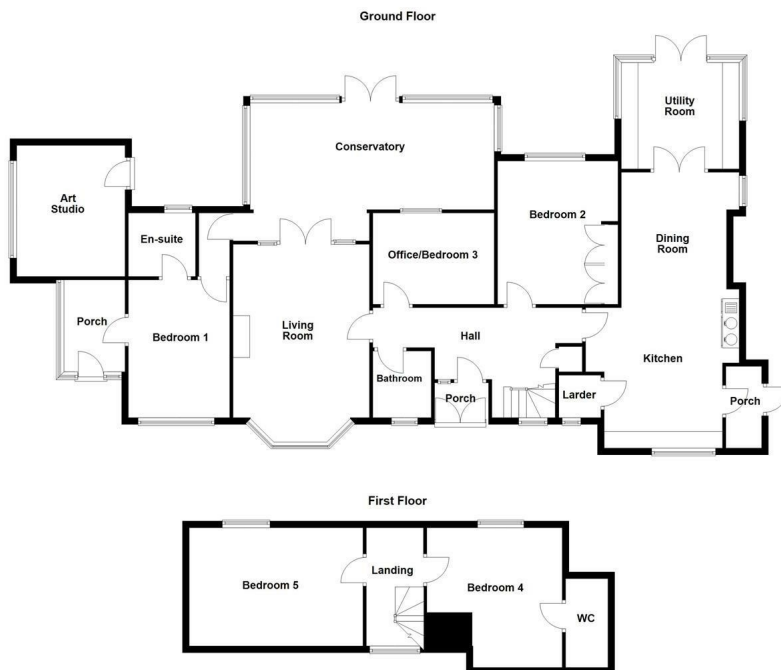 Ground Floor
Utility
Room
Conservatory
Art
Studio
Bedroom 2
En-suite
Office/Bedroom 3
Dining
Room
Porch
Bedroom 1
Living
Room
Hall
Kitchen
Bathroom
Porch
Larder
Porch
First Floor
Landing
Bedroom 5
Bedroom 4
WC